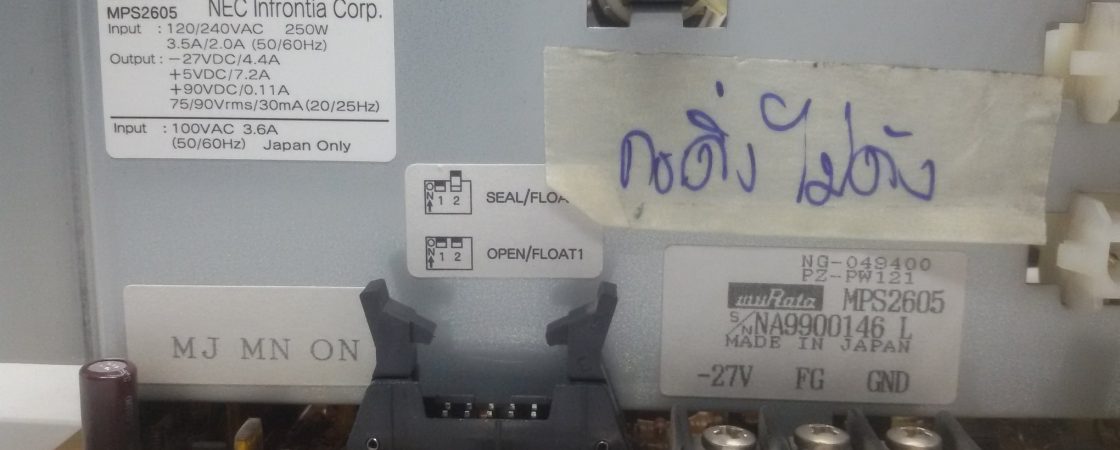 MPS2605 NEC Infrontia Corp.
Input : 120/240VAC 250W
3.5A/2.0A (50/60Hz)
Output : −27VDC/4.4A
+5VDC/7.2A
+90VDC/0.11A
75/90Vrms/30mA(20/25Hz)
Input : 100VAC 3.6A
(50/60Hz) Japan Only
กระดิ่ง ไม่ดัง
ON 1 2 SEAL/FLOA
ON 1 2 OPEN/FLOAT1
MJ MN ON
NG-049400
PZ-PW121
muRata MPS2605
S/N NA9900146 L
MADE IN JAPAN
-27V FG GND